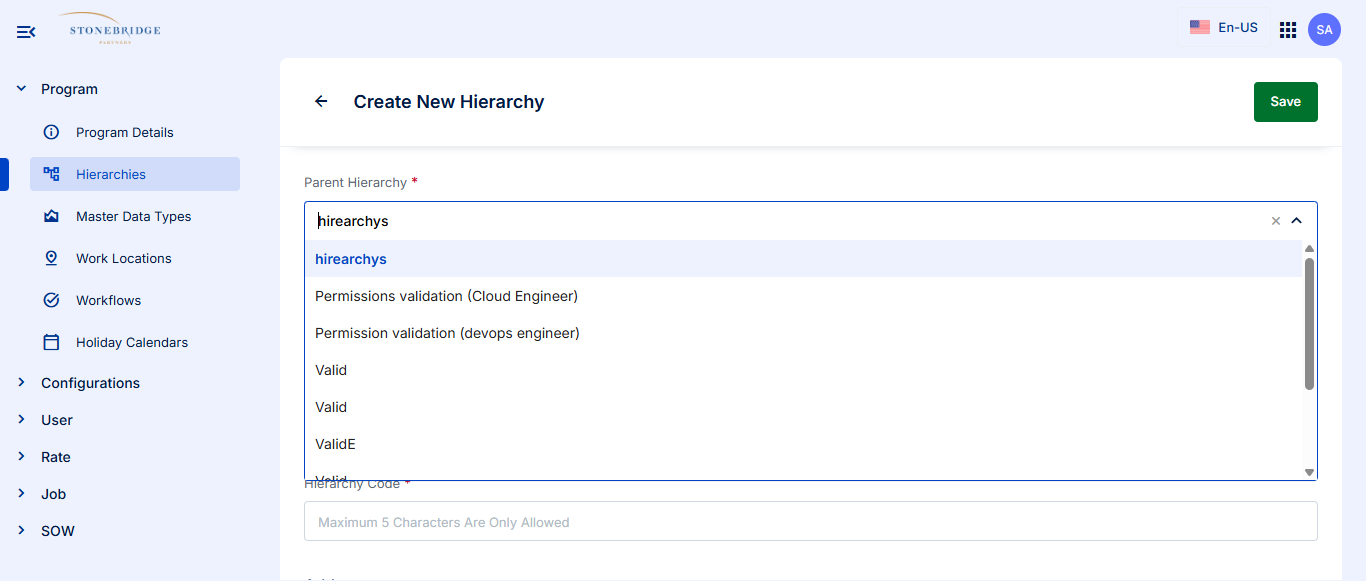 STONEBRIDGE
PARTNERS
En-US
SA
Program
Program Details
Hierarchies
Master Data Types
Work Locations
Workflows
Holiday Calendars
Configurations
User
Rate
Job
SOW
Create New Hierarchy
Save
Parent Hierarchy *
hirearchys
hirearchys
Permissions validation (Cloud Engineer)
Permission validation (devops engineer)
Valid
Valid
ValidE
Valid
Hierarchy Code *
Maximum 5 Characters Are Only Allowed